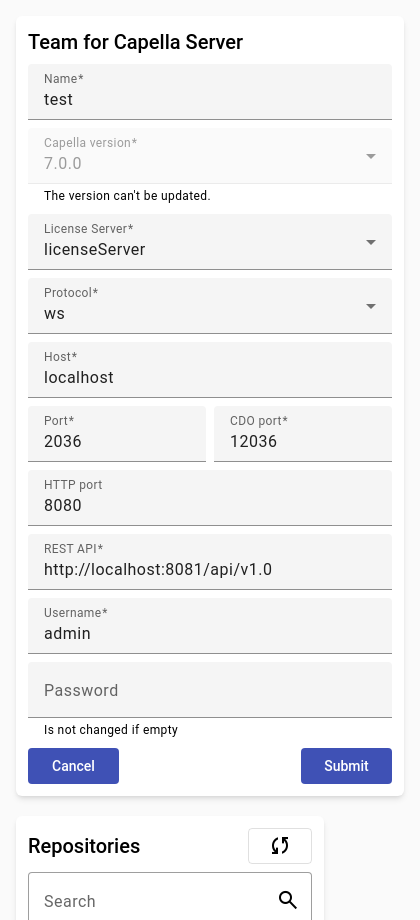 Team for Capella Server
Name*
test
Capella version*
7.0.0
The version can't be updated.
License Server*
licenseServer
Protocol*
ws
Host*
localhost
Port*
2036
CDO port*
12036
HTTP port
8080
REST API*
http://localhost:8081/api/v1.0
Username*
admin
Password
Is not changed if empty
Cancel
Submit
Repositories
Search